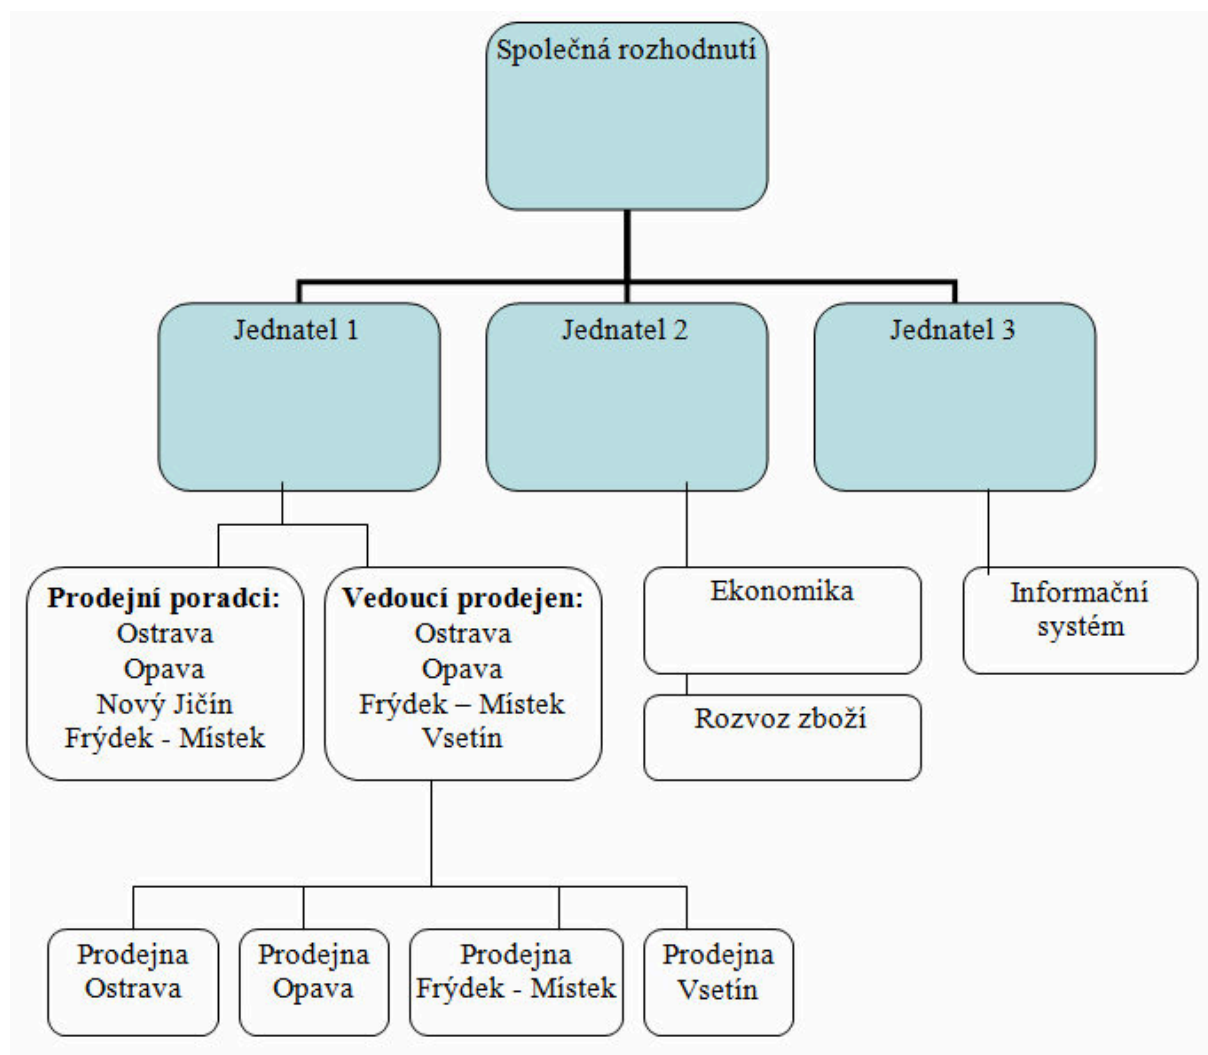 Společná rozhodnutí
Jednatel 1
Jednatel 2
Jednatel 3
Prodejní poradci:
Ostrava
Opava
Nový Jičín
Frýdek - Místek
Vedoucí prodejen:
Ostrava
Opava
Frýdek – Místek
Vsetín
Ekonomika
Rozvoz zboží
Informační
systém
Prodejna
Ostrava
Prodejna
Opava
Prodejna
Frýdek - Místek
Prodejna
Vsetín